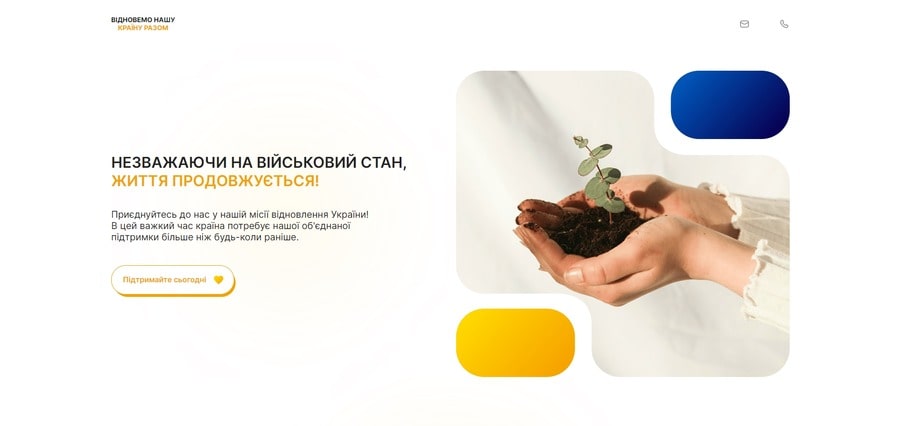 ВІДНОВЕМО НАШУ
КРАЇНУ РАЗОМ
НЕЗВАЖАЮЧИ НА ВІЙСЬКОВИЙ СТАН,
ЖИТТЯ ПРОДОВЖУЄТЬСЯ!
Приєднуйтесь до нас у нашій місії відновлення України!
В цей важкий час країна потребує нашої об'єднаної
підтримки більше ніж будь-коли раніше.
Підтримайте сьогодні